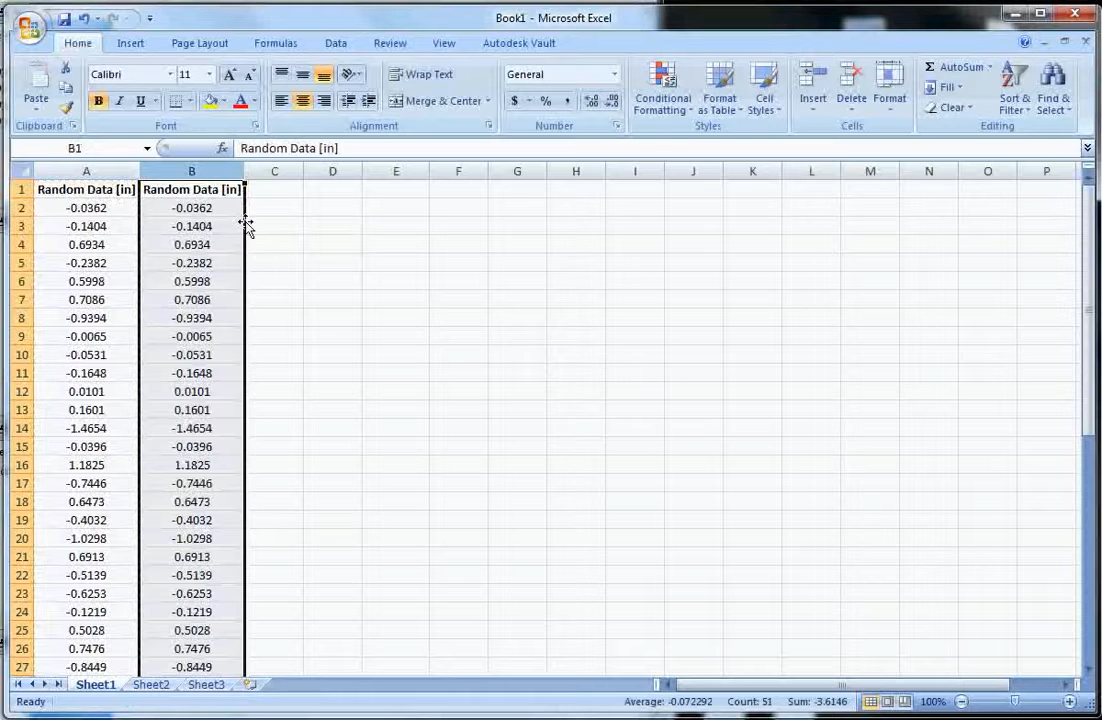 Book1 - Microsoft Excel
Home Insert Page Layout Formulas Data Review View Autodesk Vault
Calibri 11 A A Wrap Text General AutoSum
Paste Fill
B I U A Merge & Center $ % , .00 .0 Conditional Formatting Format as Table Cell Styles Insert Delete Format Clear Sort & Filter Find & Select
Clipboard Font Alignment Number Styles Cells Editing
B1 fx Random Data [in]
A B C D E F G H I J K L M N O P
1 Random Data [in] Random Data [in]
2 -0.0362 -0.0362
3 -0.1404 -0.1404
4 0.6934 0.6934
5 -0.2382 -0.2382
6 0.5998 0.5998
7 0.7086 0.7086
8 -0.9394 -0.9394
9 -0.0065 -0.0065
10 -0.0531 -0.0531
11 -0.1648 -0.1648
12 0.0101 0.0101
13 0.1601 0.1601
14 -1.4654 -1.4654
15 -0.0396 -0.0396
16 1.1825 1.1825
17 -0.7446 -0.7446
18 0.6473 0.6473
19 -0.4032 -0.4032
20 -1.0298 -1.0298
21 0.6913 0.6913
22 -0.5139 -0.5139
23 -0.6253 -0.6253
24 -0.1219 -0.1219
25 0.5028 0.5028
26 0.7476 0.7476
27 -0.8449 -0.8449
Sheet1 Sheet2 Sheet3
Ready Average: -0.072292 Count: 51 Sum: -3.6146 100%